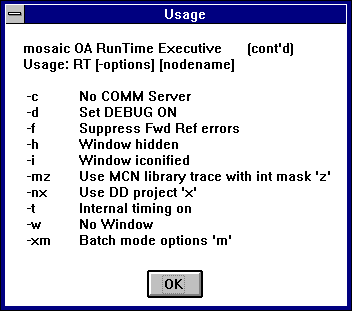 Usage
mosaic OA RunTime Executive (cont'd)
Usage: RT [-options] [nodename]
-c No COMM Server
-d Set DEBUG ON
-f Suppress Fwd Ref errors
-h Window hidden
-i Window iconified
-mz Use MCN library trace with int mask 'z'
-nx Use DD project 'x'
-t Internal timing on
-w No Window
-xm Batch mode options 'm'
OK